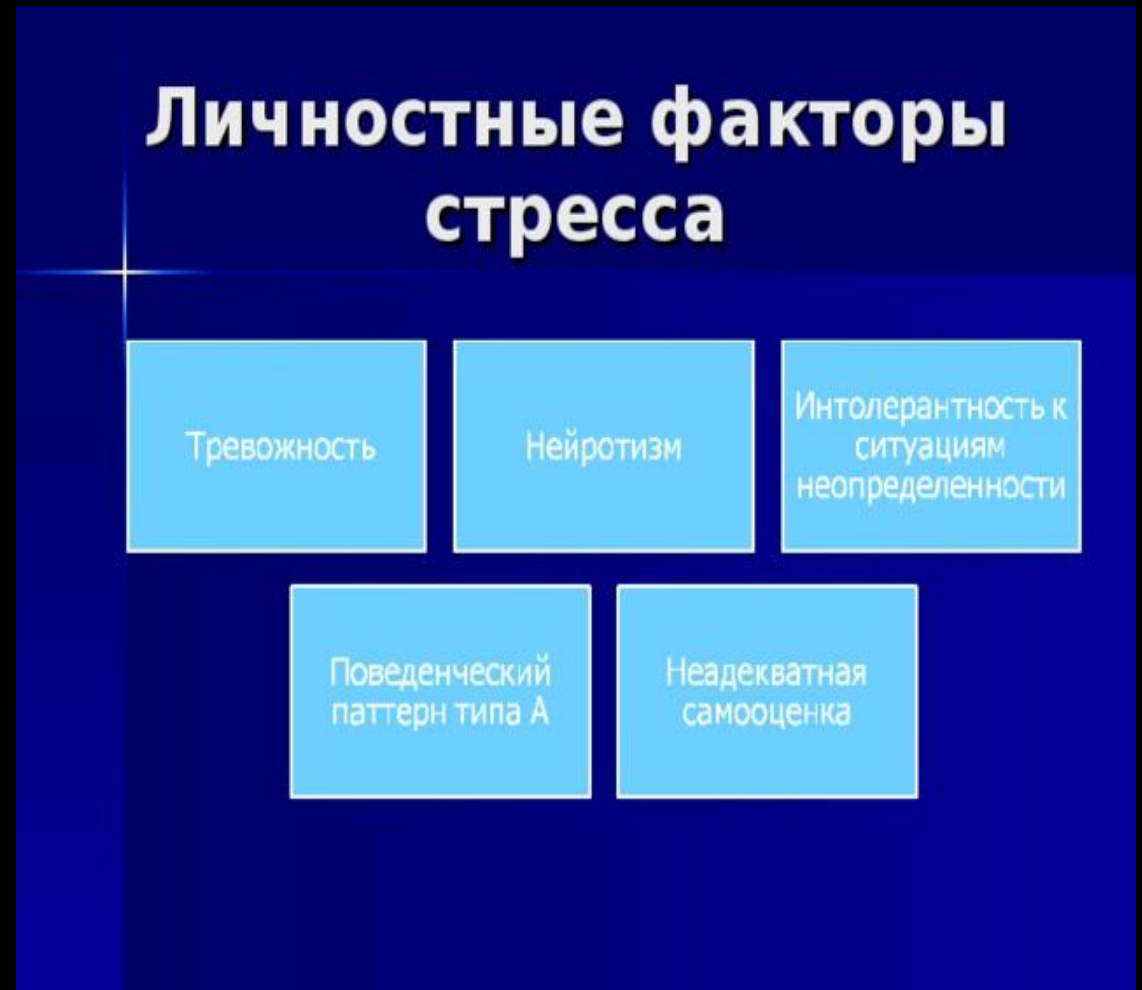 Личностные факторы
стресса
Тревожность
Нейротизм
Интолерантность к
ситуациям
неопределенности
Поведенческий
паттерн типа А
Неадекватная
самооценка